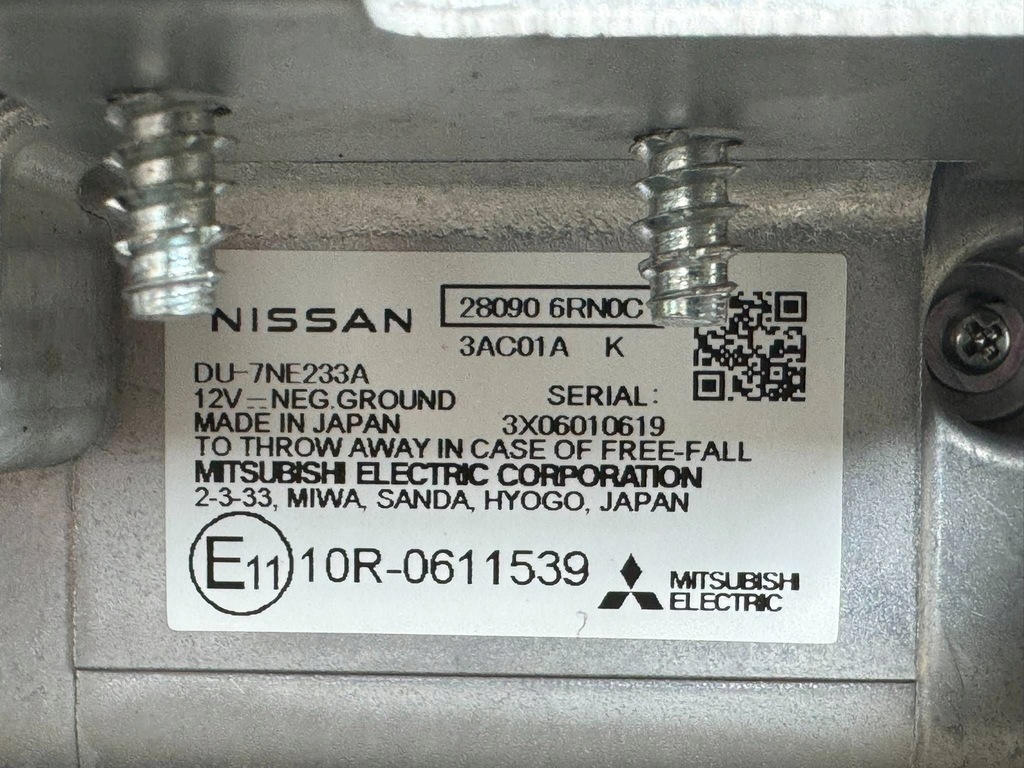 NISSAN
28090 6RN0C
3AC01A K
DU-7NE233A
12V⎓NEG.GROUND
SERIAL:
MADE IN JAPAN
3X06010619
TO THROW AWAY IN CASE OF FREE-FALL
MITSUBISHI ELECTRIC CORPORATION
2-3-33, MIWA, SANDA, HYOGO, JAPAN
E11 10R-0611539
MITSUBISHI
ELECTRIC